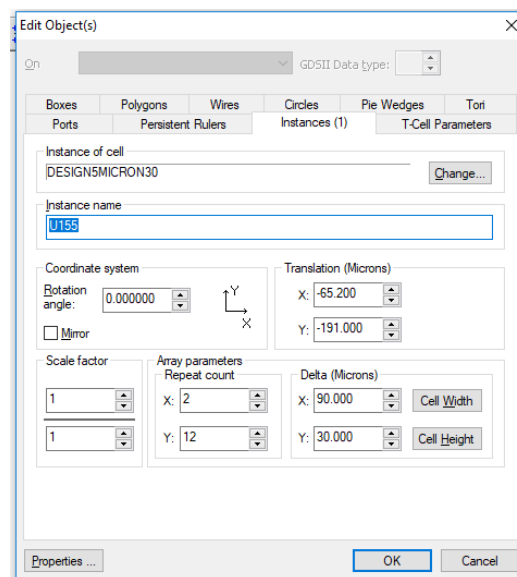 Edit Object(s)
On GDSII Data type:
Boxes Polygons Wires Circles Pie Wedges Tori
Ports Persistent Rulers Instances (1) T-Cell Parameters
Instance of cell
DESIGN5MICRON30 Change...
Instance name
U155
Coordinate system Translation (Microns)
Rotation angle: 0.000000 Y X X: -65.200
Mirror Y: -191.000
Scale factor Array parameters
Repeat count Delta (Microns)
1 X: 2 X: 90.000 Cell Width
1 Y: 12 Y: 30.000 Cell Height
Properties ... OK Cancel